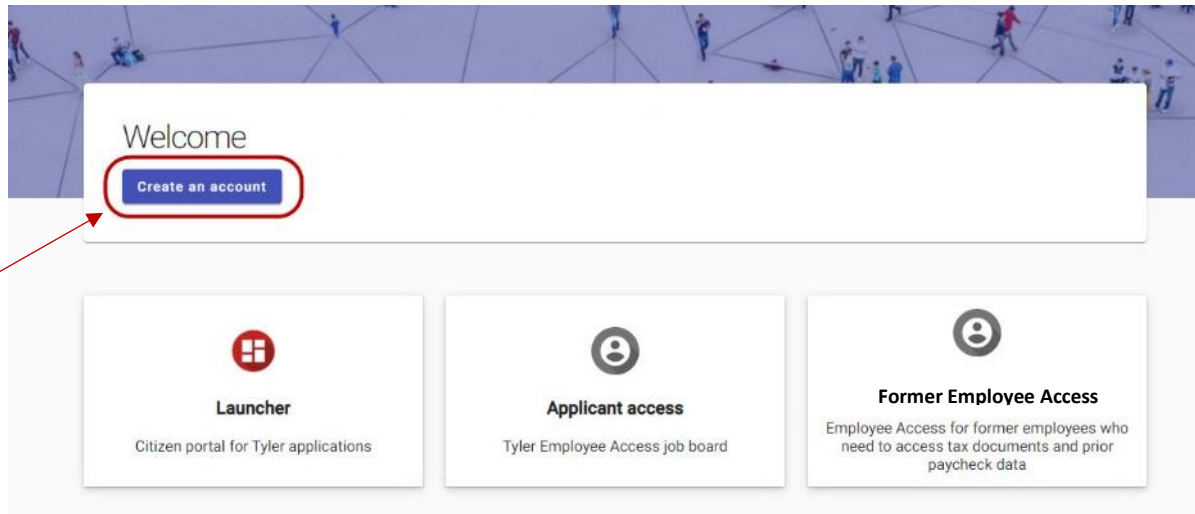 Welcome
Create an account
Launcher
Citizen portal for Tyler applications
Applicant access
Tyler Employee Access job board
Former Employee Access
Employee Access for former employees who
need to access tax documents and prior
paycheck data